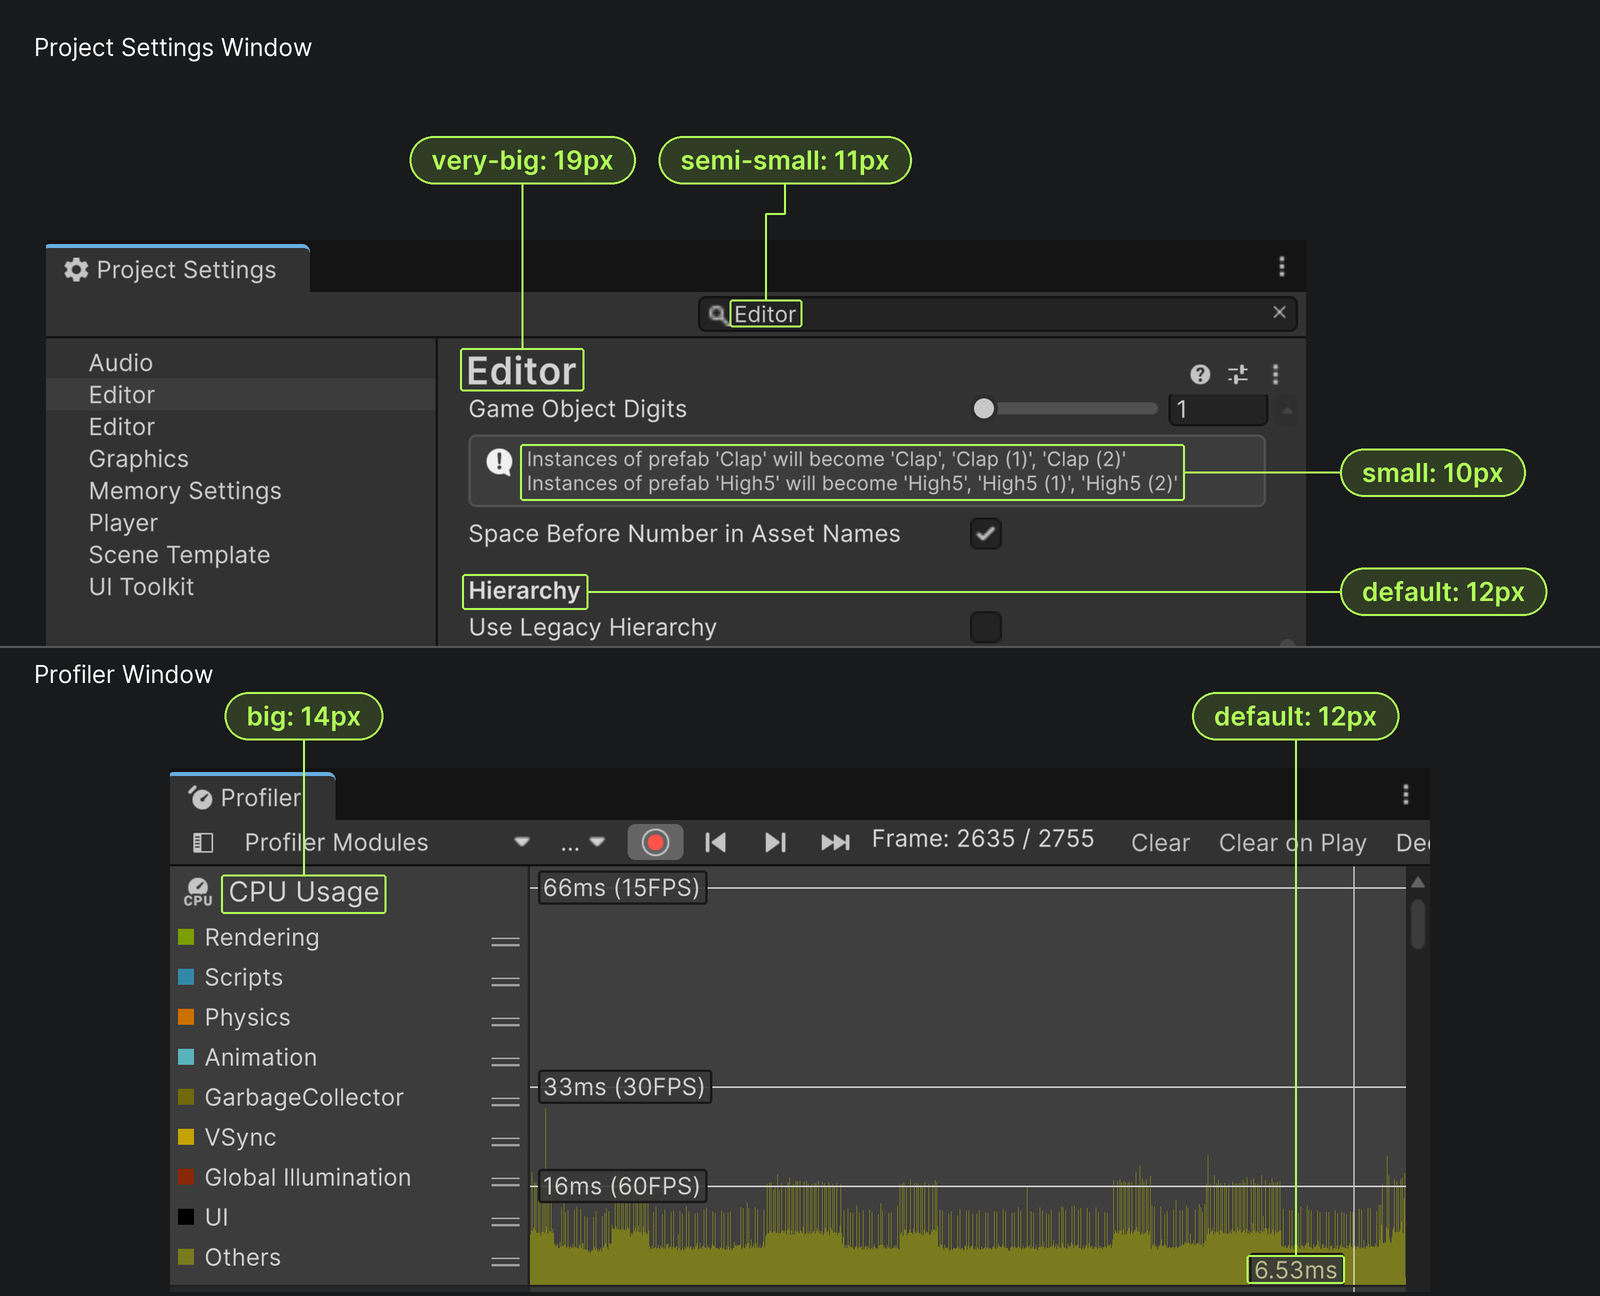 Project Settings Window
very-big: 19px
semi-small: 11px
Project Settings
Editor
Audio
Editor
Editor
Graphics
Memory Settings
Player
Scene Template
UI Toolkit
Editor
Game Object Digits
1
Instances of prefab 'Clap' will become 'Clap', 'Clap (1)', 'Clap (2)'
Instances of prefab 'High5' will become 'High5', 'High5 (1)', 'High5 (2)'
small: 10px
Space Before Number in Asset Names
Hierarchy
default: 12px
Use Legacy Hierarchy
Profiler Window
big: 14px
default: 12px
Profiler
Profiler Modules
...
Frame: 2635 / 2755
Clear
Clear on Play
CPU
CPU Usage
Rendering
Scripts
Physics
Animation
GarbageCollector
VSync
Global Illumination
UI
Others
66ms (15FPS)
33ms (30FPS)
16ms (60FPS)
6.53ms